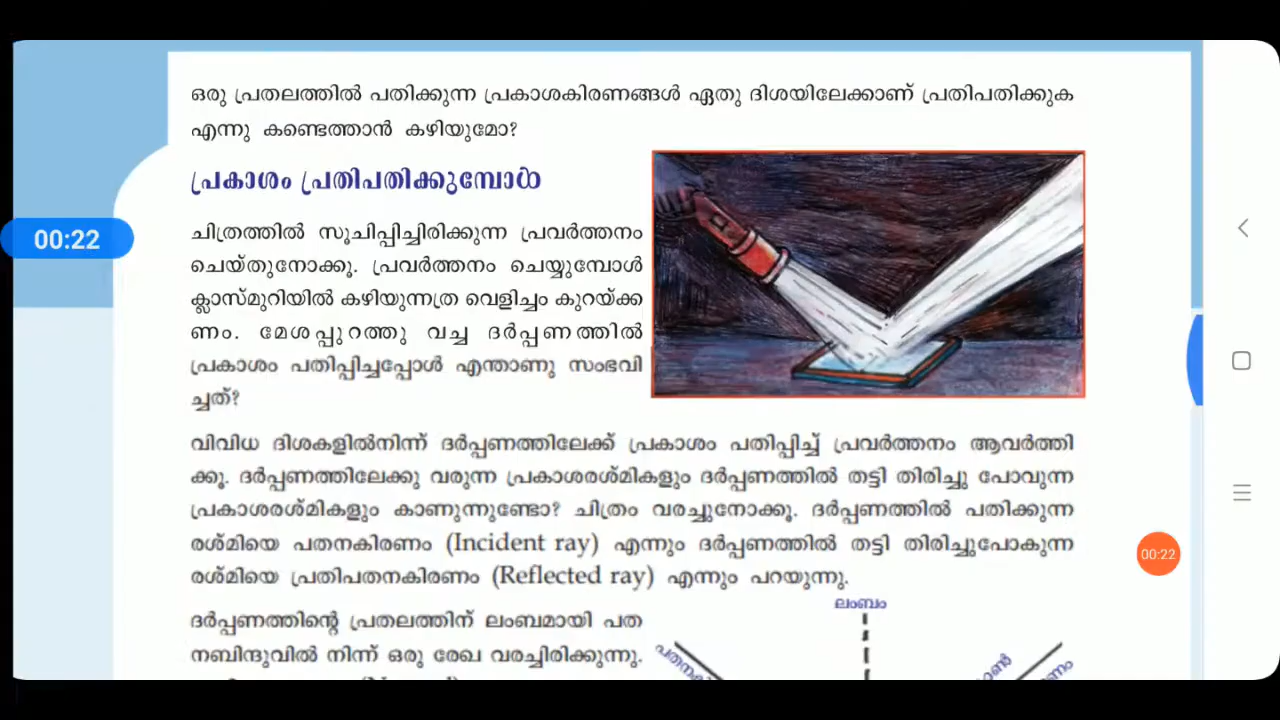 ഒരു പ്രതലത്തിൽ പതിക്കുന്ന പ്രകാശകിരണങ്ങൾ ഏതു ദിശയിലേക്കാണ് പ്രതിപതിക്കുക
എന്നു കണ്ടെത്താൻ കഴിയുമോ?
പ്രകാശം പ്രതിപതിക്കുമ്പോൾ
00:22
ചിത്രത്തിൽ സൂചിപ്പിച്ചിരിക്കുന്ന പ്രവർത്തനം
ചെയ്തുനോക്കൂ. പ്രവർത്തനം ചെയ്യുമ്പോൾ
ക്ലാസ്മുറിയിൽ കഴിയുന്നത്ര വെളിച്ചം കുറയ്ക്ക
ണം. മേശപ്പുറത്തു വച്ച ദർപ്പണത്തിൽ
പ്രകാശം പതിപ്പിച്ചപ്പോൾ എന്താണു സംഭവി
ച്ചത്?
വിവിധ ദിശകളിൽനിന്ന് ദർപ്പണത്തിലേക്ക് പ്രകാശം പതിപ്പിച്ച് പ്രവർത്തനം ആവർത്തി
ക്കൂ. ദർപ്പണത്തിലേക്കു വരുന്ന പ്രകാശരശ്മികളും ദർപ്പണത്തിൽ തട്ടി തിരിച്ചു പോവുന്ന
പ്രകാശരശ്മികളും കാണുന്നുണ്ടോ? ചിത്രം വരച്ചുനോക്കൂ. ദർപ്പണത്തിൽ പതിക്കുന്ന
രശ്മിയെ പതനകിരണം (Incident ray) എന്നും ദർപ്പണത്തിൽ തട്ടി തിരിച്ചുപോകുന്ന
രശ്മിയെ പ്രതിപതനകിരണം (Reflected ray) എന്നും പറയുന്നു.
00:22
ദർപ്പണത്തിന്റെ പ്രതലത്തിന് ലംബമായി പത
നബിന്ദുവിൽ നിന്ന് ഒരു രേഖ വരച്ചിരിക്കുന്നു.
ലംബം